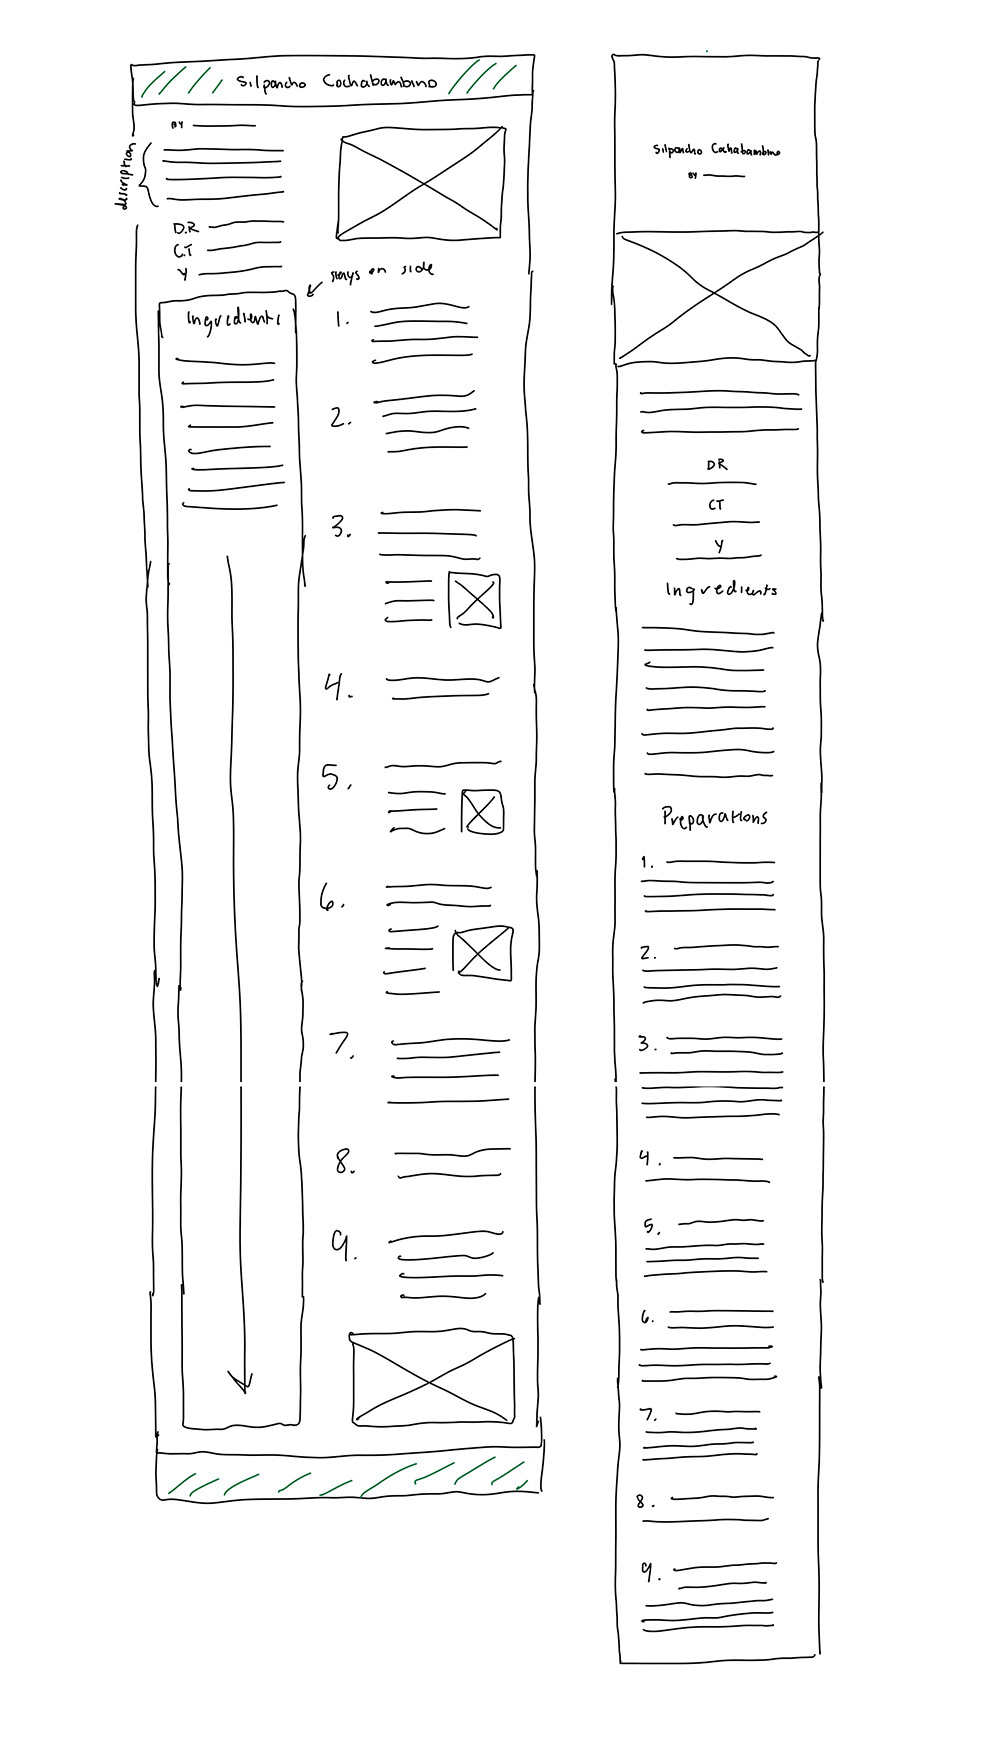 Silpancho Cochabambino
BY
description
D.R
C.T
Y
stays on side
Ingredients
1.
2.
3.
4.
5.
6.
7.
8.
9.
Silpancho Cochabambino
BY
DR
CT
Y
Ingredients
Preparations
1.
2.
3.
4.
5.
6.
7.
8.
9.